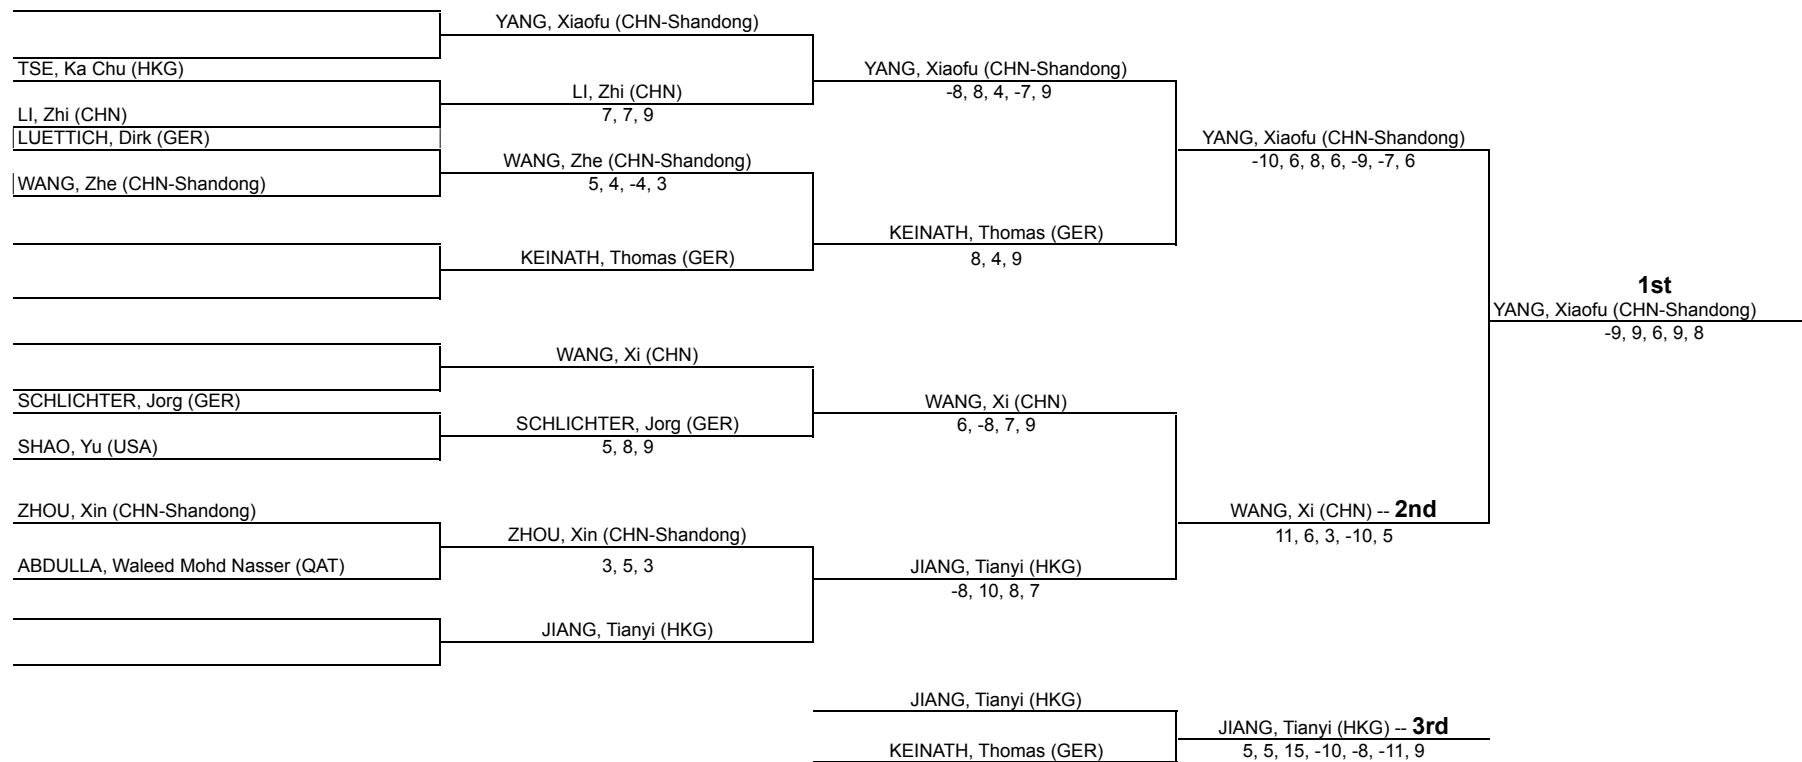 YANG, Xiaofu (CHN-Shandong)
TSE, Ka Chu (HKG)
YANG, Xiaofu (CHN-Shandong)
LI, Zhi (CHN)
-8, 8, 4, -7, 9
LI, Zhi (CHN)
7, 7, 9
LUETTICH, Dirk (GER)
YANG, Xiaofu (CHN-Shandong)
WANG, Zhe (CHN-Shandong)
-10, 6, 8, 6, -9, -7, 6
WANG, Zhe (CHN-Shandong)
5, 4, -4, 3
KEINATH, Thomas (GER)
KEINATH, Thomas (GER)
8, 4, 9
1st
YANG, Xiaofu (CHN-Shandong)
-9, 9, 6, 9, 8
WANG, Xi (CHN)
SCHLICHTER, Jorg (GER)
WANG, Xi (CHN)
SCHLICHTER, Jorg (GER)
6, -8, 7, 9
SHAO, Yu (USA)
5, 8, 9
ZHOU, Xin (CHN-Shandong)
WANG, Xi (CHN) -- 2nd
ZHOU, Xin (CHN-Shandong)
11, 6, 3, -10, 5
ABDULLA, Waleed Mohd Nasser (QAT)
3, 5, 3
JIANG, Tianyi (HKG)
-8, 10, 8, 7
JIANG, Tianyi (HKG)
JIANG, Tianyi (HKG)
JIANG, Tianyi (HKG) -- 3rd
KEINATH, Thomas (GER)
5, 5, 15, -10, -8, -11, 9